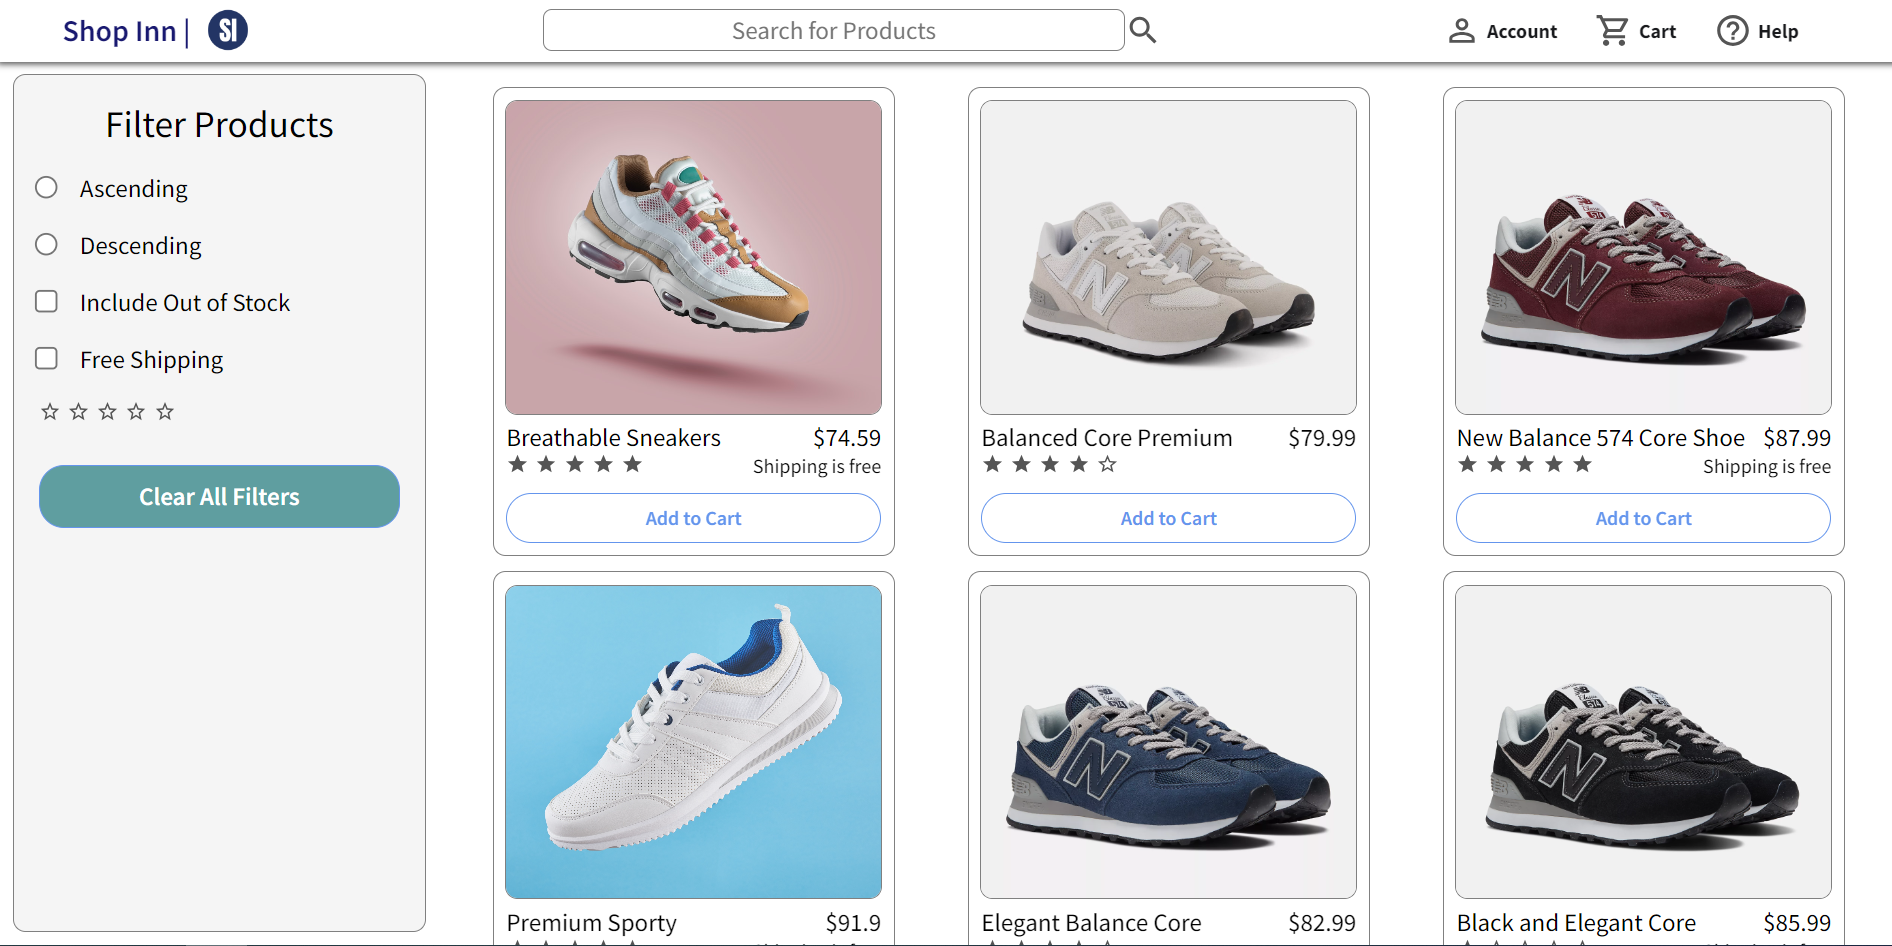 Shop Inn | SI
Search for Products
Account
Cart
Help
Filter Products
Ascending
Descending
Include Out of Stock
Free Shipping
Clear All Filters
Breathable Sneakers $74.59
Shipping is free
Add to Cart
Balanced Core Premium $79.99
Add to Cart
574
N
New Balance 574 Core Shoe $87.99
Shipping is free
Add to Cart
Premium Sporty $91.9
574
N
Elegant Balance Core $82.99
574
N
Black and Elegant Core $85.99